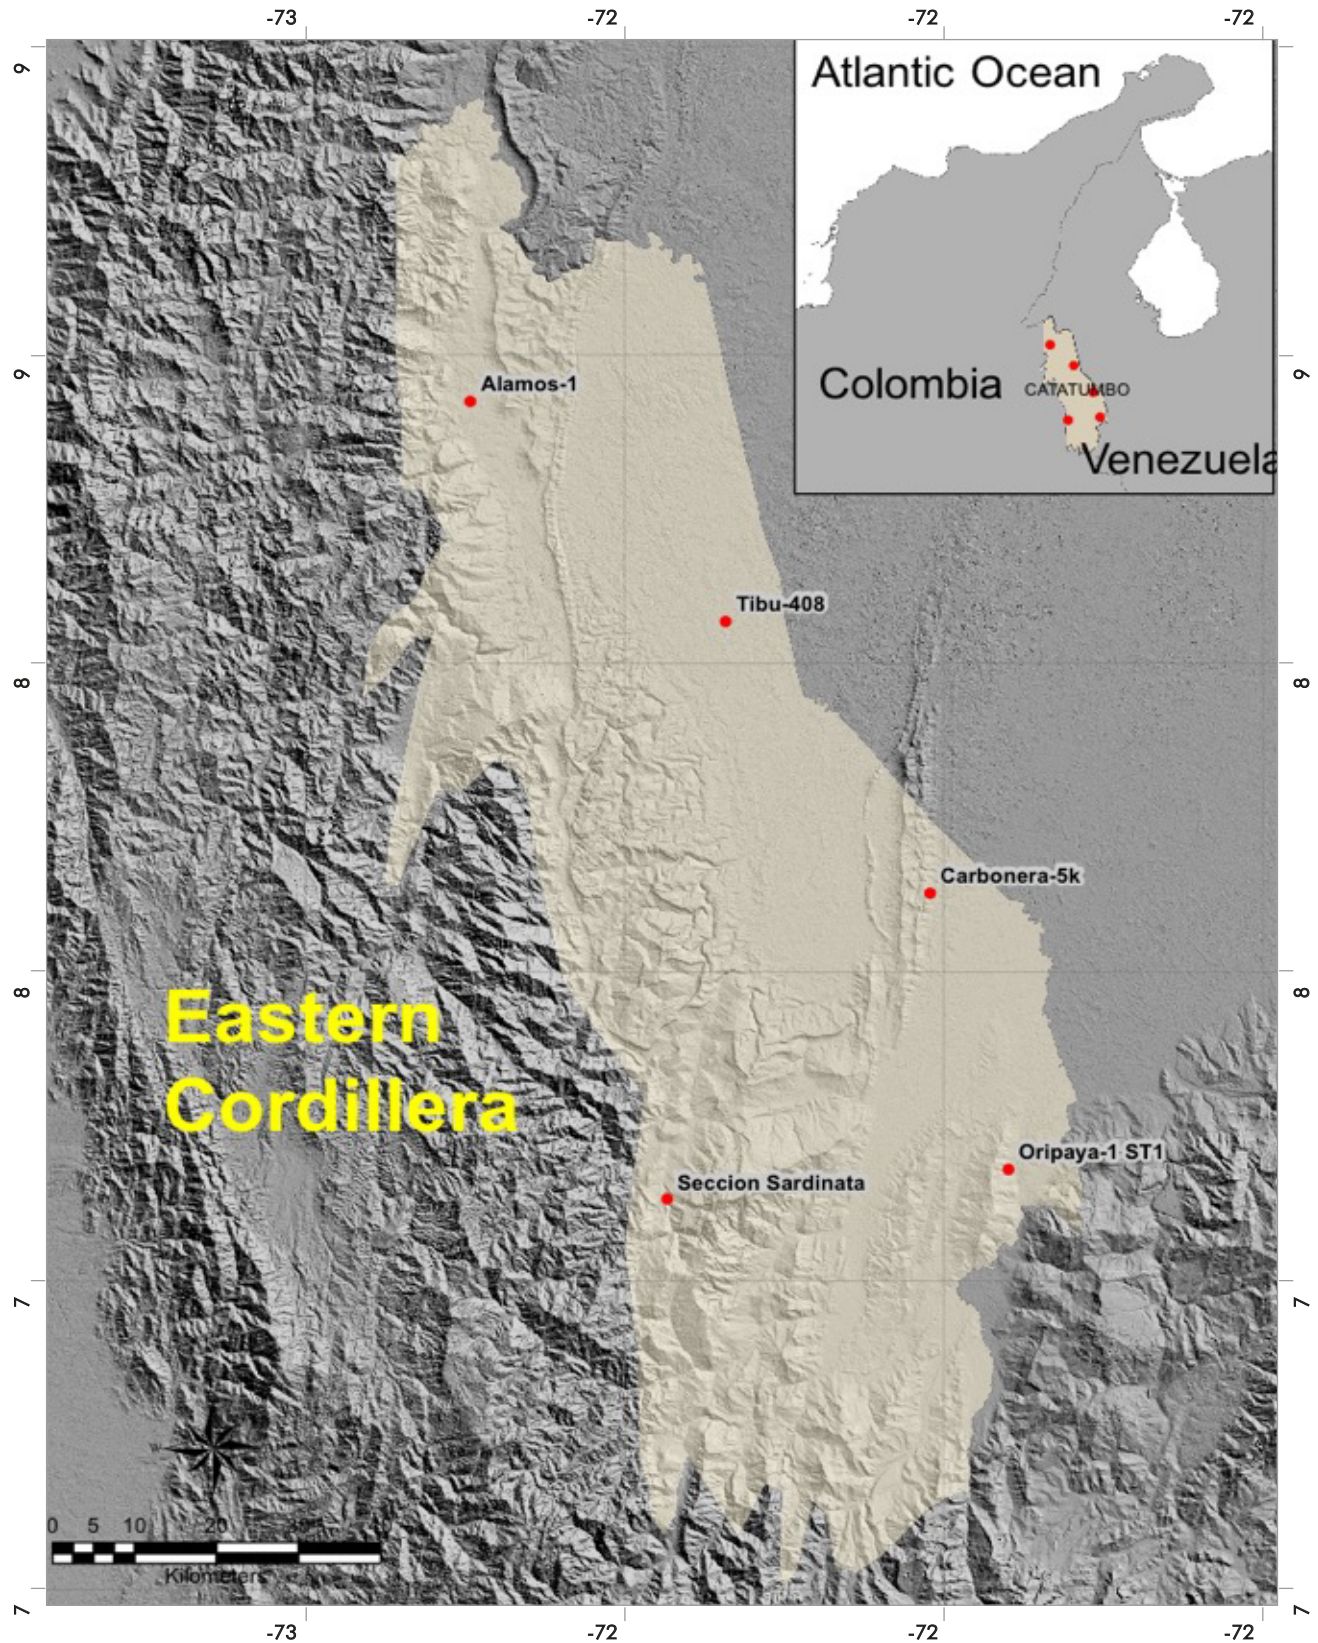 -73 -72 -72 -72
9 9
Atlantic Ocean
Colombia
CATATUMBO
Venezuela
9 9
Alamos-1
Tibu-408
8 8
Carbonera-5k
8 8
Eastern
Cordillera
Oripaya-1 ST1
Seccion Sardinata
7 7
W
0 5 10 20
Kilometers
7 7
-73 -72 -72 -72